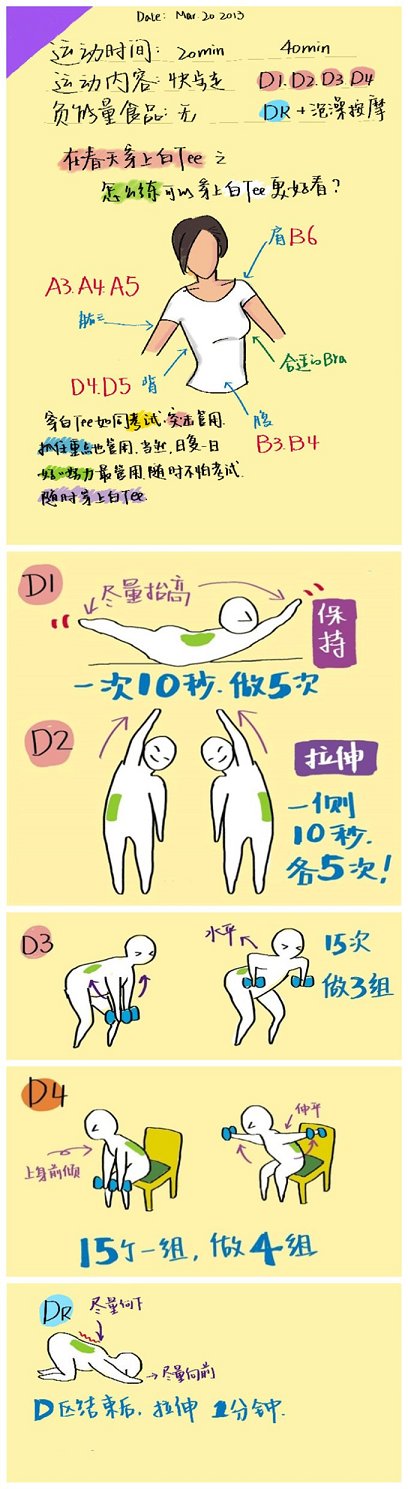 Date: Mar. 20 2013
运动时间: 20min 40min
运动内容: 快步走 D1. D2. D3. D4
负能量食品: 无 DR + 泡澡按摩
在春天穿上白Tee 之
怎么练可以穿上白Tee 更好看?
肩 B6
A3. A4. A5
肱三
合适的Bra
D4. D5 背
腹
B3. B4
穿白Tee如同考试. 突击管用.
抓住重点也管用. 当然, 日复一日
好好努力最管用. 随时不怕考试.
随时穿上白Tee.
D1
尽量抬高
保持
一次10秒. 做5次
D2
拉伸
一侧
10秒.
各5次!
D3
水平
15次
做3组
D4
上身前倾
伸平
15个一组, 做4组
DR
尽量向下
尽量向前
D区结束后, 拉伸 1分钟.